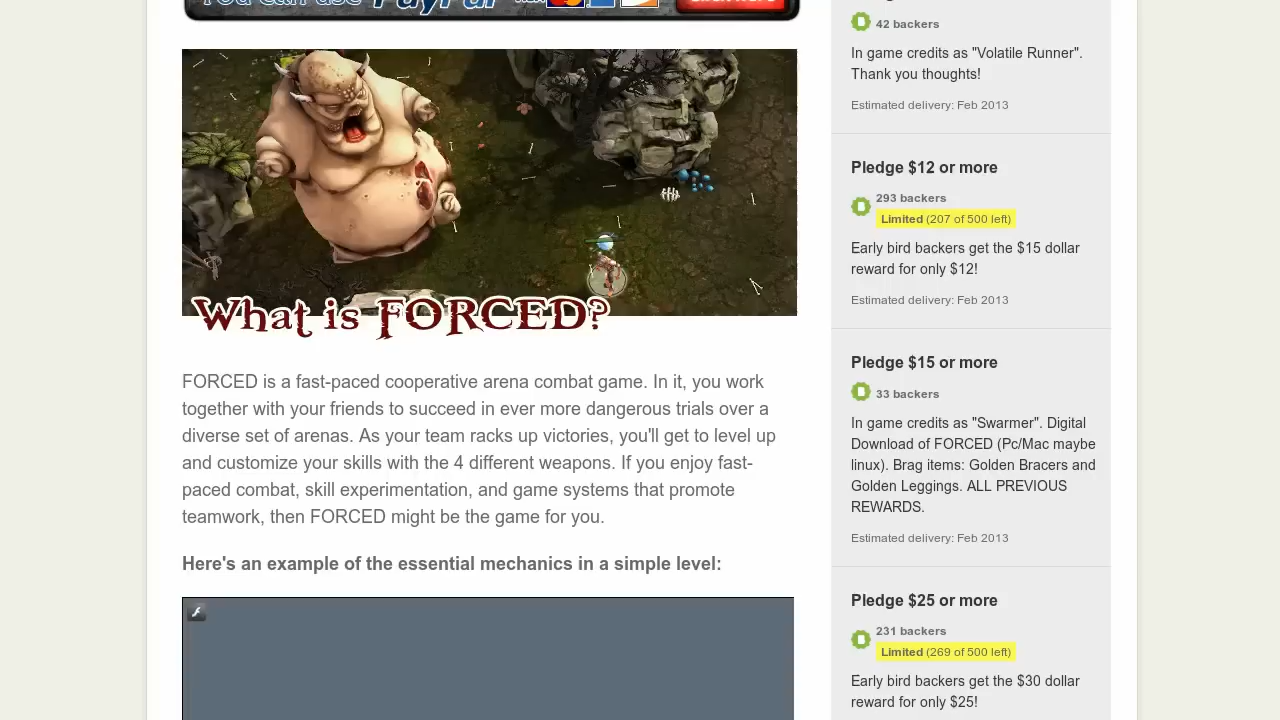 You can use PayPal
42 backers
In game credits as "Volatile Runner".
Thank you thoughts!
Estimated delivery: Feb 2013
Pledge $12 or more
293 backers
Limited (207 of 500 left)
Early bird backers get the $15 dollar
reward for only $12!
Estimated delivery: Feb 2013
Pledge $15 or more
33 backers
In game credits as "Swarmer". Digital
Download of FORCED (Pc/Mac maybe
linux). Brag items: Golden Bracers and
Golden Leggings. ALL PREVIOUS
REWARDS.
Estimated delivery: Feb 2013
Pledge $25 or more
231 backers
Limited (269 of 500 left)
Early bird backers get the $30 dollar
reward for only $25!
What is FORCED?
FORCED is a fast-paced cooperative arena combat game. In it, you work
together with your friends to succeed in ever more dangerous trials over a
diverse set of arenas. As your team racks up victories, you'll get to level up
and customize your skills with the 4 different weapons. If you enjoy fast-
paced combat, skill experimentation, and game systems that promote
teamwork, then FORCED might be the game for you.
Here's an example of the essential mechanics in a simple level: